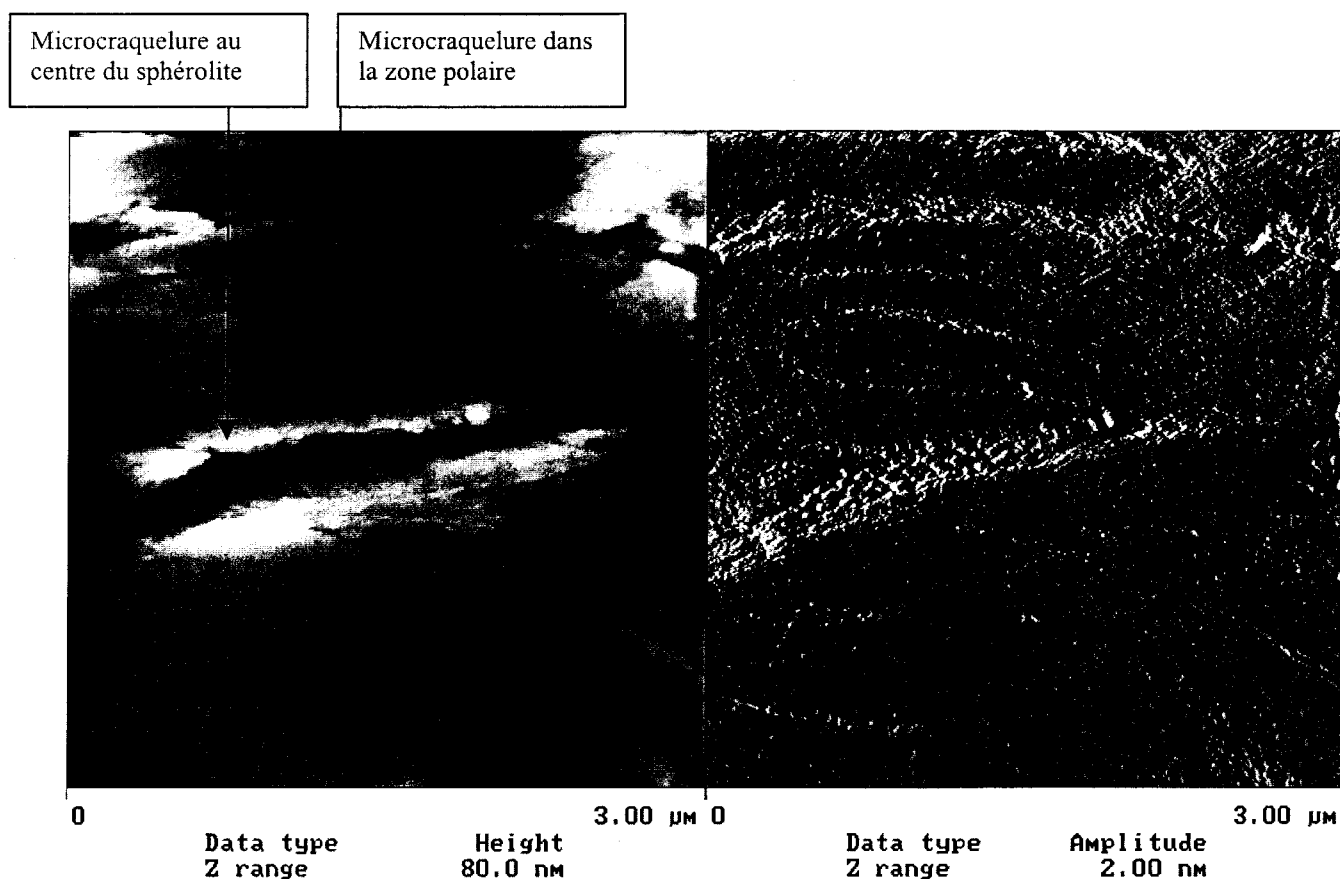 Microcraquelure au
centre du sphérolite
Microcraquelure dans
la zone polaire
0 3.00 µm 0 3.00 µm
Data type Height Data type Amplitude
Z range 80.0 nm Z range 2.00 nm